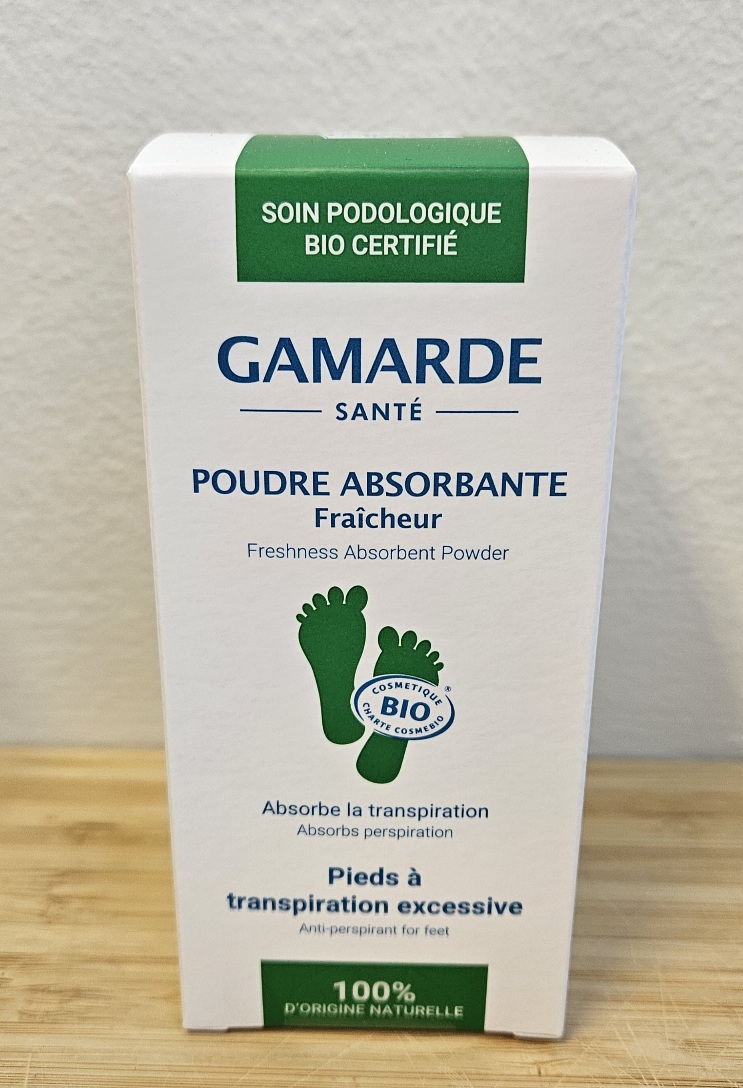 SOIN PODOLOGIQUE
BIO CERTIFIÉ
GAMARDE
SANTÉ
POUDRE ABSORBANTE
Fraîcheur
Freshness Absorbent Powder
COSMETIQUE
®
BIO
CHARTE COSMEBIO
Absorbe la transpiration
Absorbs perspiration
Pieds à
transpiration excessive
Anti-perspirant for feet
100%
D'ORIGINE NATURELLE